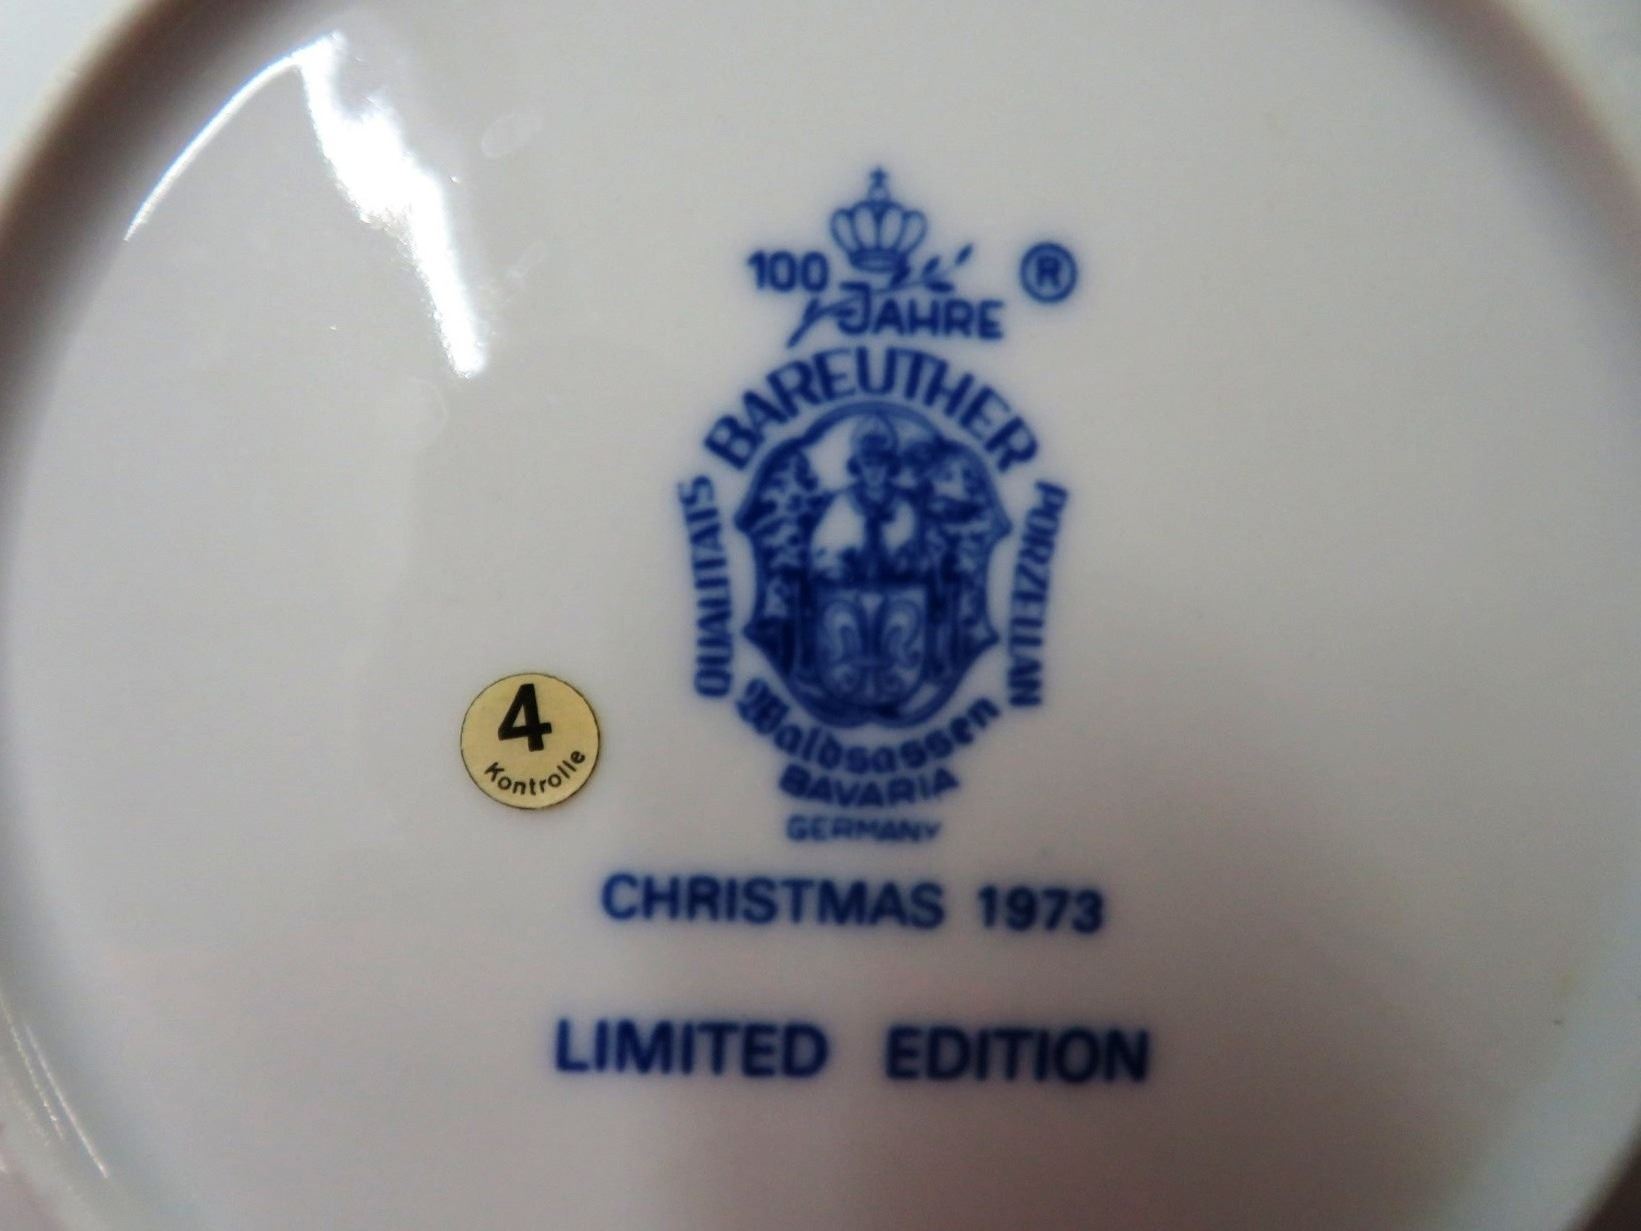 100
JAHRE ®
BAREUTHER
QUALITÄTS
PORZELLAN
Waldsassen
BAVARIA
GERMANY
4
Kontrolle
CHRISTMAS 1973
LIMITED EDITION